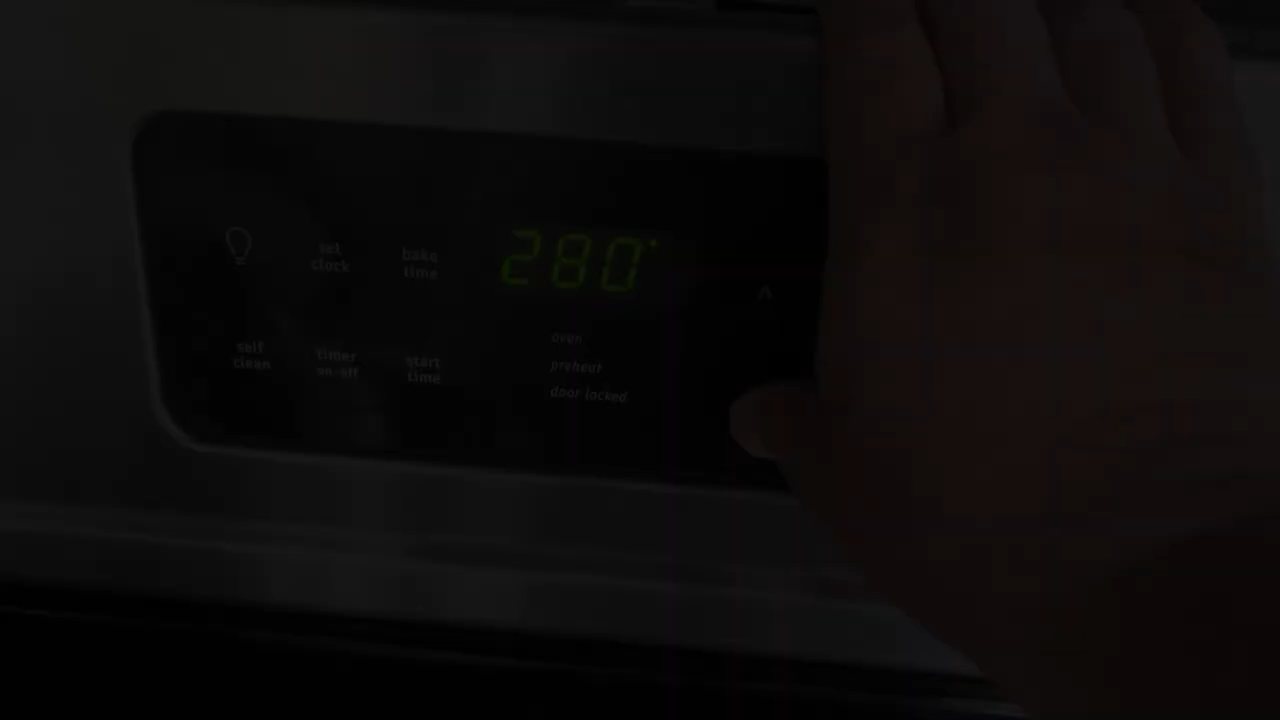 set
clock
bake
time
280°
self
clean
timer
on-off
start
time
oven
preheat
door locked